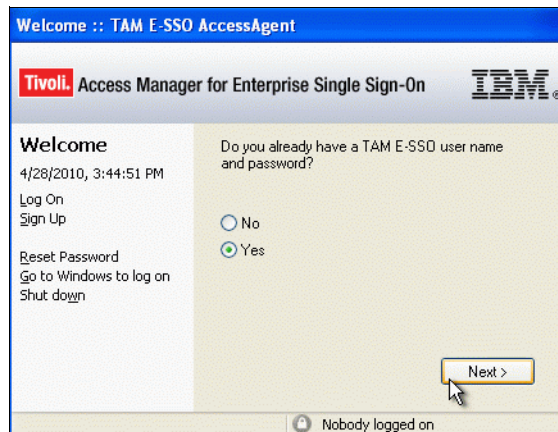 Welcome :: TAM E-SSO AccessAgent
Tivoli. Access Manager for Enterprise Single Sign-On IBM®
Welcome
4/28/2010, 3:44:51 PM
Log On
Sign Up
Reset Password
Go to Windows to log on
Shut down
Do you already have a TAM E-SSO user name
and password?
No
Yes
Next >
Nobody logged on